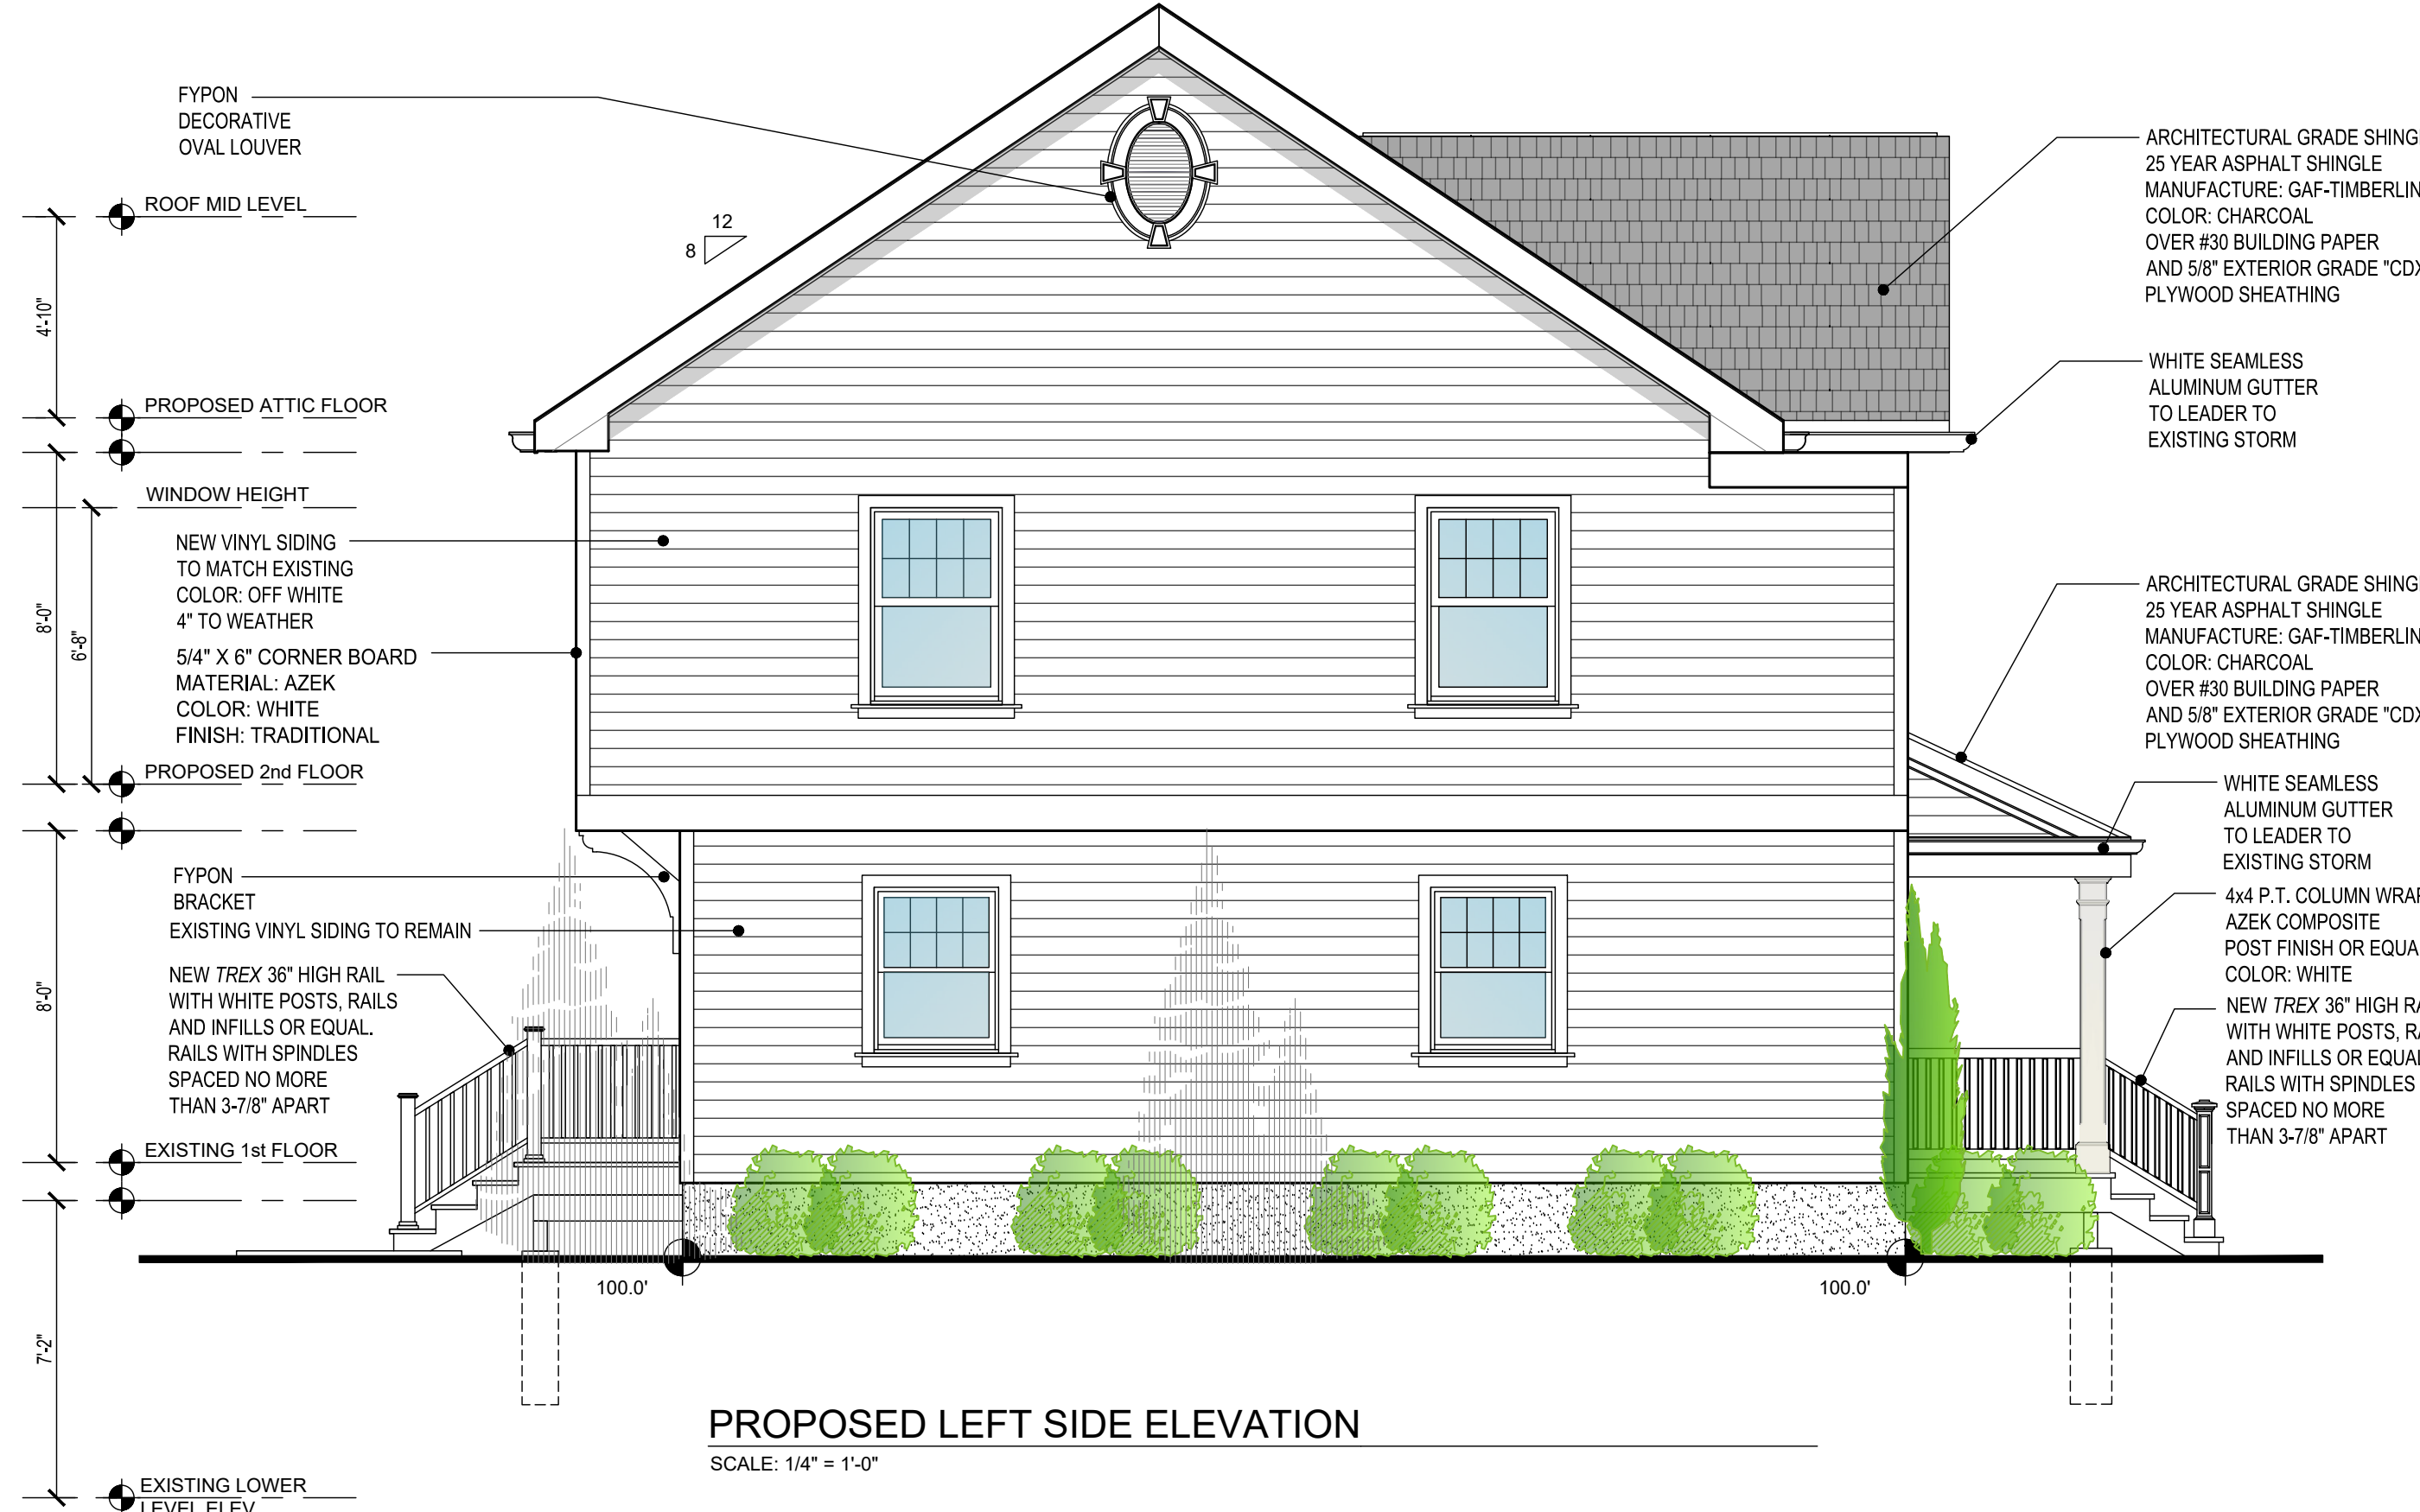 FYPON
DECORATIVE
OVAL LOUVER
ROOF MID LEVEL
12
8
4'-10"
PROPOSED ATTIC FLOOR
WINDOW HEIGHT
NEW VINYL SIDING
TO MATCH EXISTING
COLOR: OFF WHITE
4" TO WEATHER
8'-0"
6'-8"
5/4" X 6" CORNER BOARD
MATERIAL: AZEK
COLOR: WHITE
FINISH: TRADITIONAL
PROPOSED 2nd FLOOR
FYPON
BRACKET
EXISTING VINYL SIDING TO REMAIN
NEW TREX 36" HIGH RAIL
WITH WHITE POSTS, RAILS
AND INFILLS OR EQUAL.
RAILS WITH SPINDLES
SPACED NO MORE
THAN 3-7/8" APART
8'-0"
EXISTING 1st FLOOR
7'-2"
EXISTING LOWER
LEVEL ELEV
ARCHITECTURAL GRADE
25 YEAR ASPHALT SHINGLE
MANUFACTURE:
COLOR: CHARCOAL
OVER #30 BUILDING PAPER
AND 5/8" EXTERIOR GRADE
PLYWOOD SHEATHING
WHITE SEAMLESS
ALUMINUM GUTTER
TO LEADER TO
EXISTING STORM
ARCHITECTURAL GRADE
25 YEAR ASPHALT SHINGLE
MANUFACTURE:
COLOR: CHARCOAL
OVER #30 BUILDING PAPER
AND 5/8" EXTERIOR GRADE
PLYWOOD SHEATHING
WHITE SEAMLESS
ALUMINUM GUTTER
TO LEADER TO
EXISTING STORM
4x4 P.T. COLUMN
AZEK COMPOSITE
POST FINISH OR
COLOR: WHITE
NEW TREX 36" HIGH
WITH WHITE POSTS,
AND INFILLS OR
RAILS WITH SPINDLES
SPACED NO MORE
THAN 3-7/8" APART
100.0'
100.0'
PROPOSED LEFT SIDE ELEVATION
SCALE: 1/4" = 1'-0"